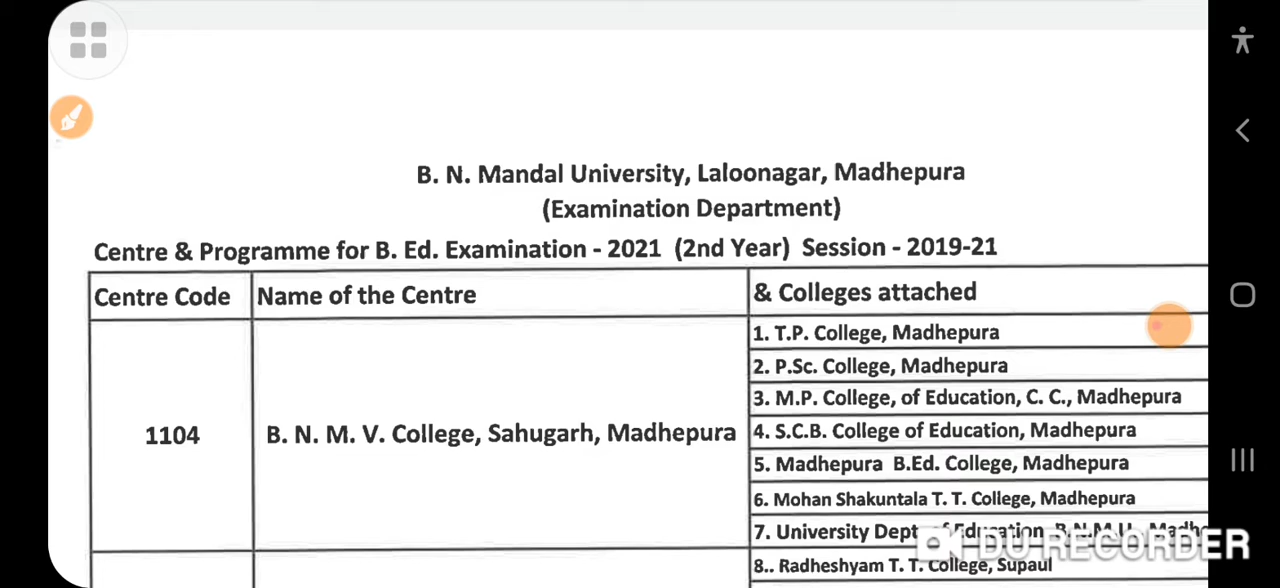 B. N. Mandal University, Laloonagar, Madhepura
(Examination Department)
Centre & Programme for B. Ed. Examination - 2021 (2nd Year) Session - 2019-21
Centre Code Name of the Centre & Colleges attached
1104 B. N. M. V. College, Sahugarh, Madhepura
1. T.P. College, Madhepura
2. P.Sc. College, Madhepura
3. M.P. College, of Education, C. C., Madhepura
4. S.C.B. College of Education, Madhepura
5. Madhepura B.Ed. College, Madhepura
6. Mohan Shakuntala T. T. College, Madhepura
7. University Dept of Education B.N.M.U. Madhe
8.. Radheshyam T. T. College, Supaul
DU RECORDER